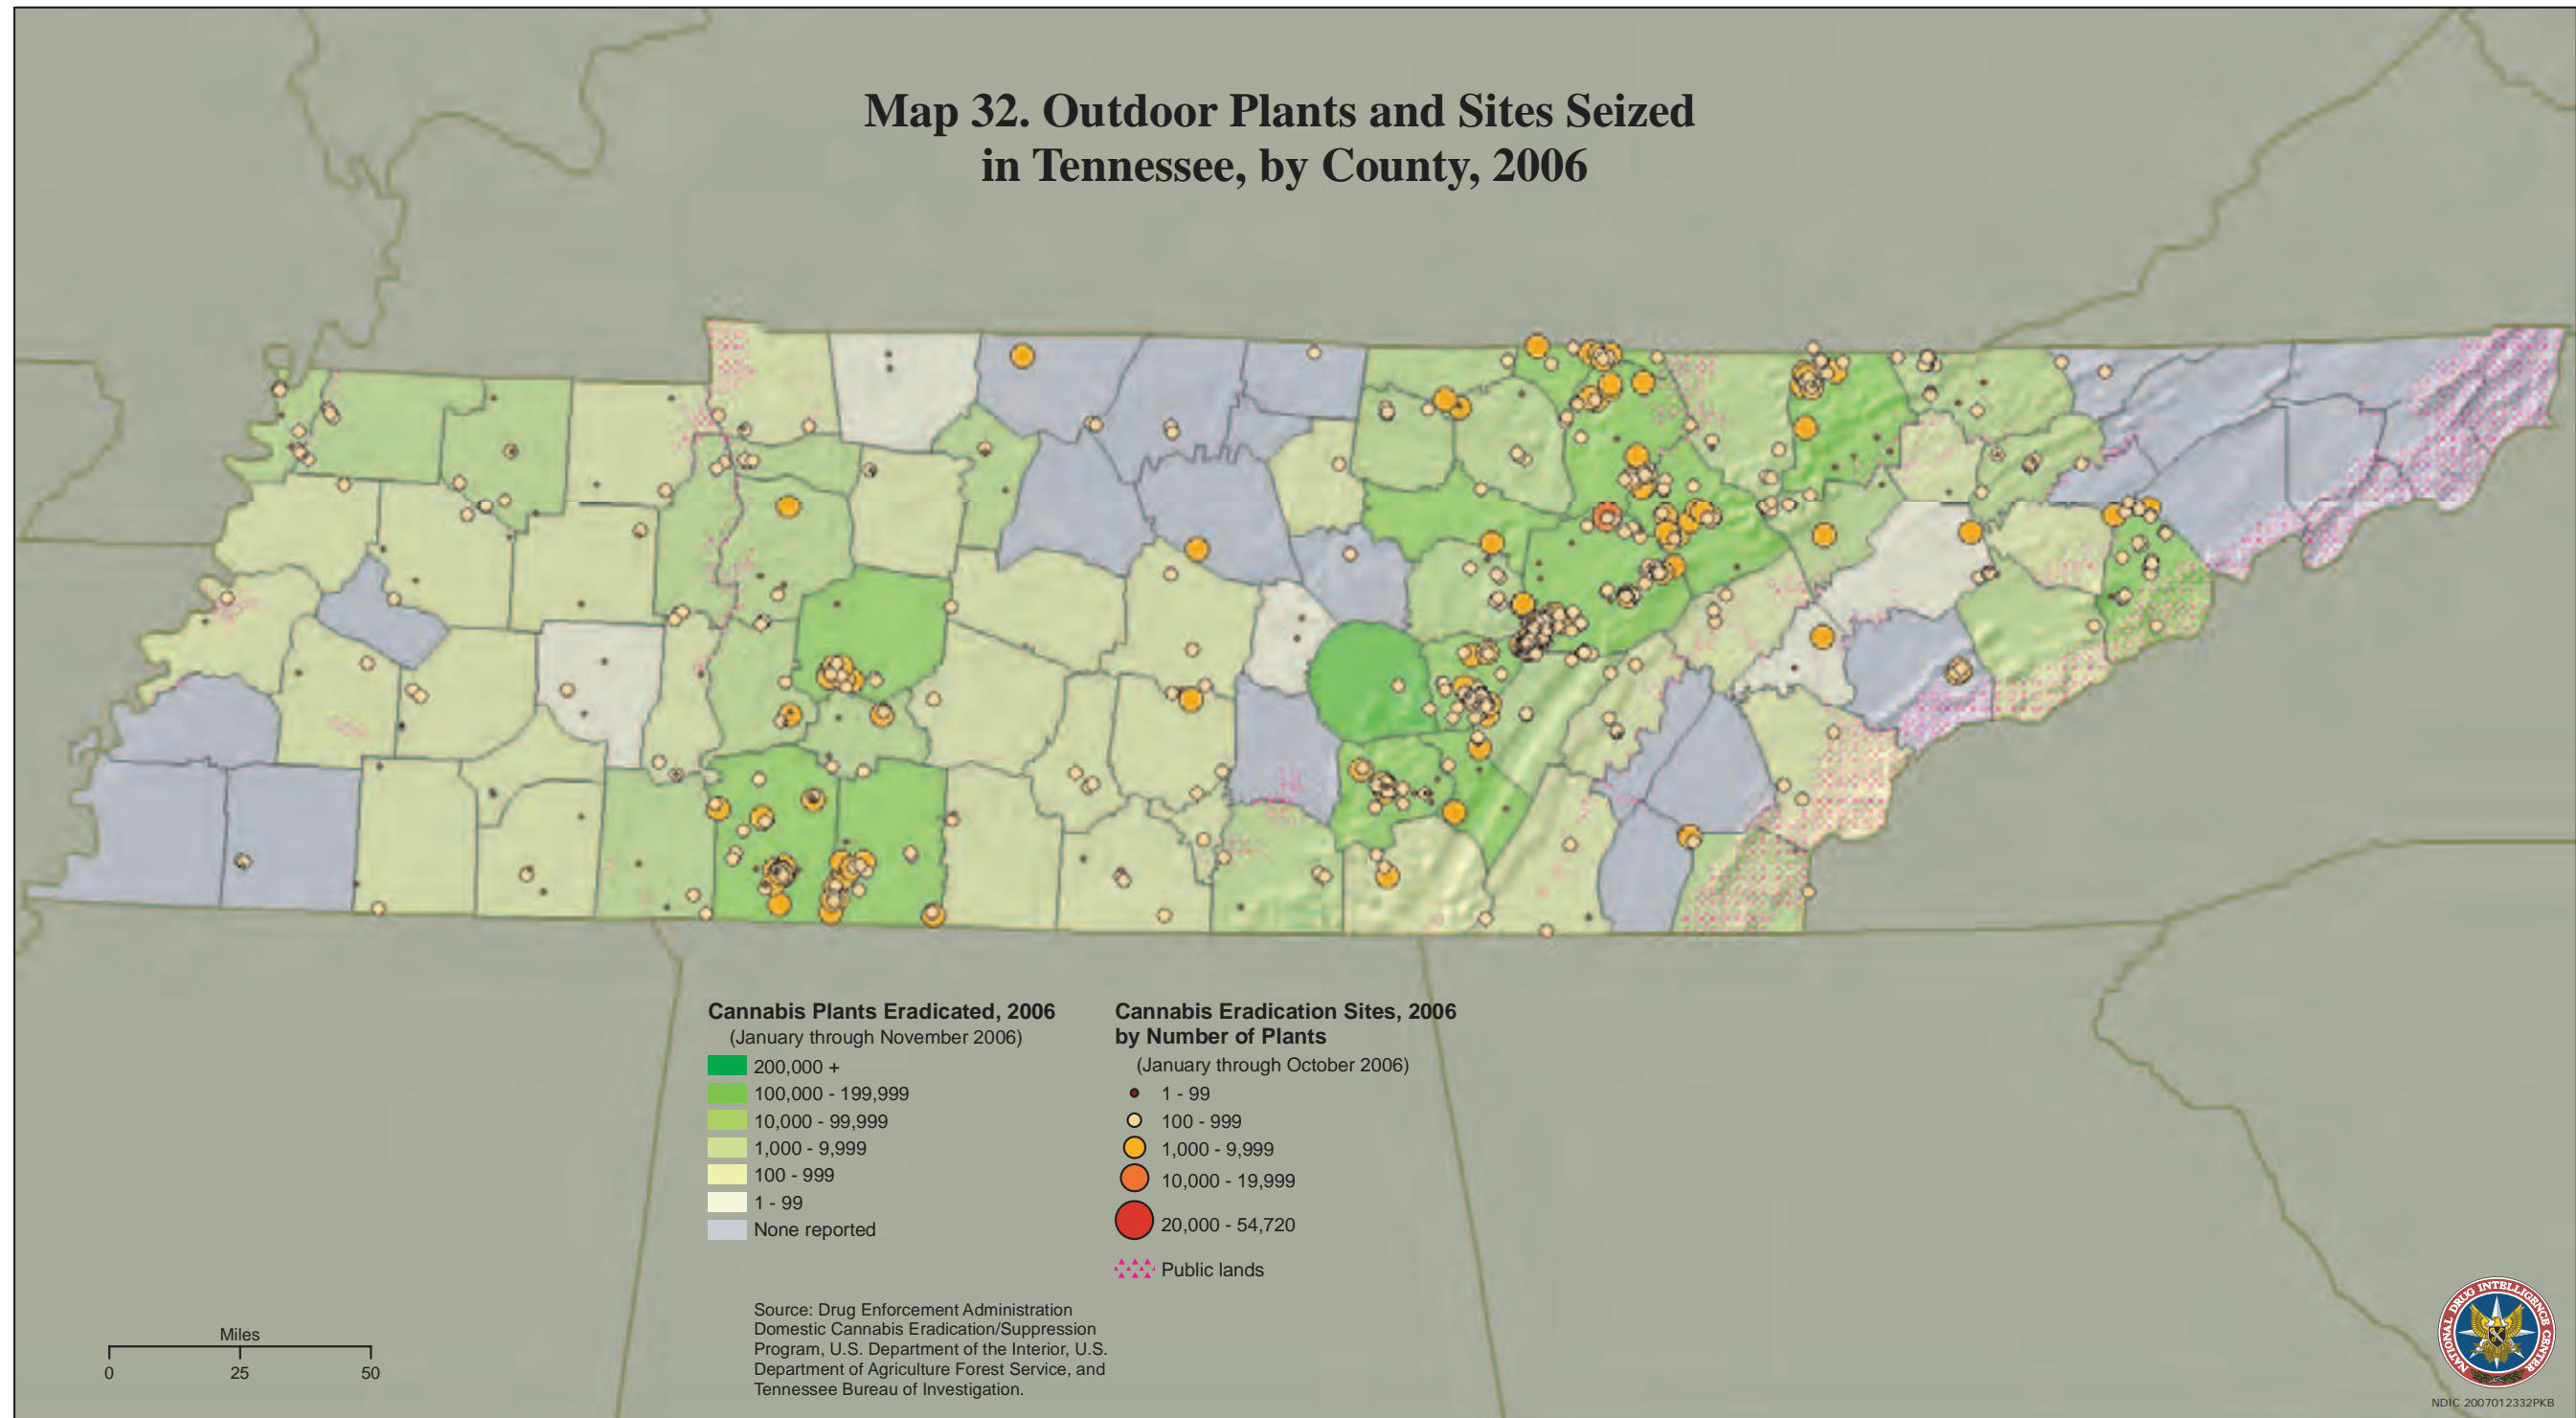 Map 32. Outdoor Plants and Sites Seized
in Tennessee, by County, 2006
Cannabis Plants Eradicated, 2006
(January through November 2006)
200,000 +
100,000 - 199,999
10,000 - 99,999
1,000 - 9,999
100 - 999
1 - 99
None reported
Cannabis Eradication Sites, 2006
by Number of Plants
(January through October 2006)
1 - 99
100 - 999
1,000 - 9,999
10,000 - 19,999
20,000 - 54,720
Public lands
Source: Drug Enforcement Administration
Domestic Cannabis Eradication/Suppression
Program, U.S. Department of the Interior, U.S.
Department of Agriculture Forest Service, and
Tennessee Bureau of Investigation.
Miles
0 25 50
NATIONAL DRUG INTELLIGENCE CENTER
NDIC 2007012332PKB